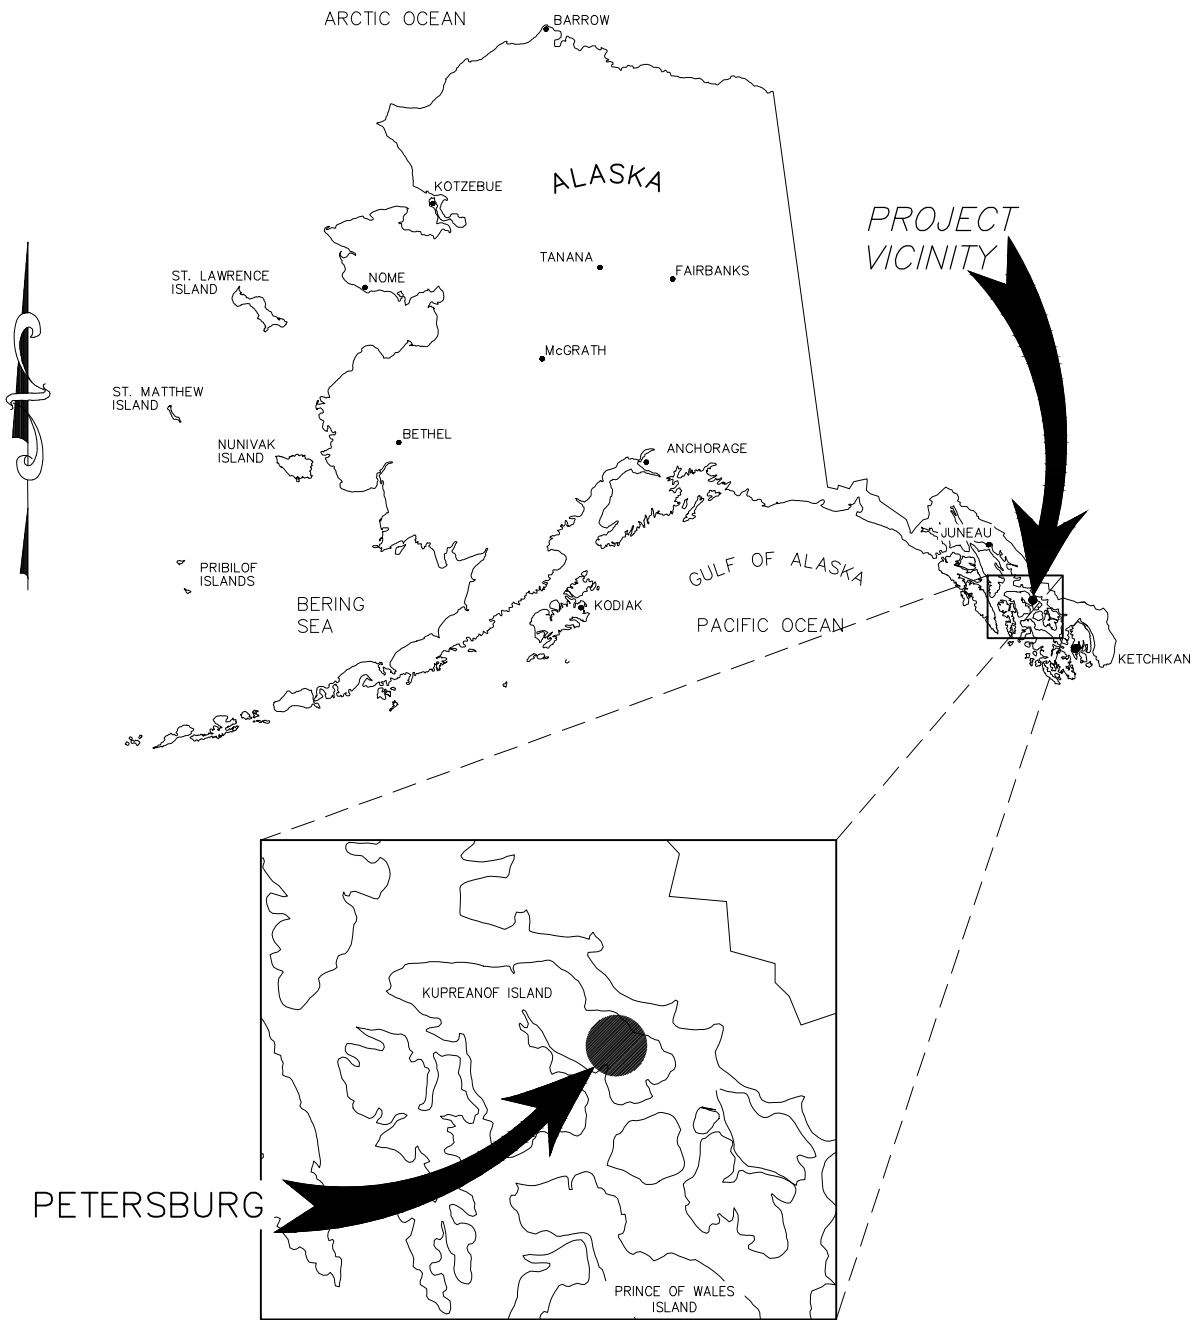 ARCTIC OCEAN
BARROW
ALASKA
KOTZEBUE
PROJECT
VICINITY
TANANA
FAIRBANKS
ST. LAWRENCE
ISLAND
NOME
McGRATH
ST. MATTHEW
ISLAND
BETHEL
NUNIVAK
ISLAND
ANCHORAGE
JUNEAU
PRIBILOF
ISLANDS
GULF OF ALASKA
BERING
SEA
KODIAK
PACIFIC OCEAN
KETCHIKAN
KUPREANOF ISLAND
PETERSBURG
PRINCE OF WALES
ISLAND